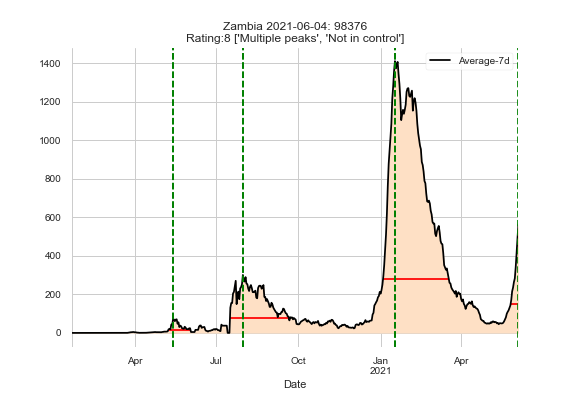 Zambia 2021-06-04: 98376
Rating:8 ['Multiple peaks', 'Not in control']
Average-7d
1400
1200
1000
800
600
400
200
0
Apr
Jul
Oct
Jan
2021
Apr
Date